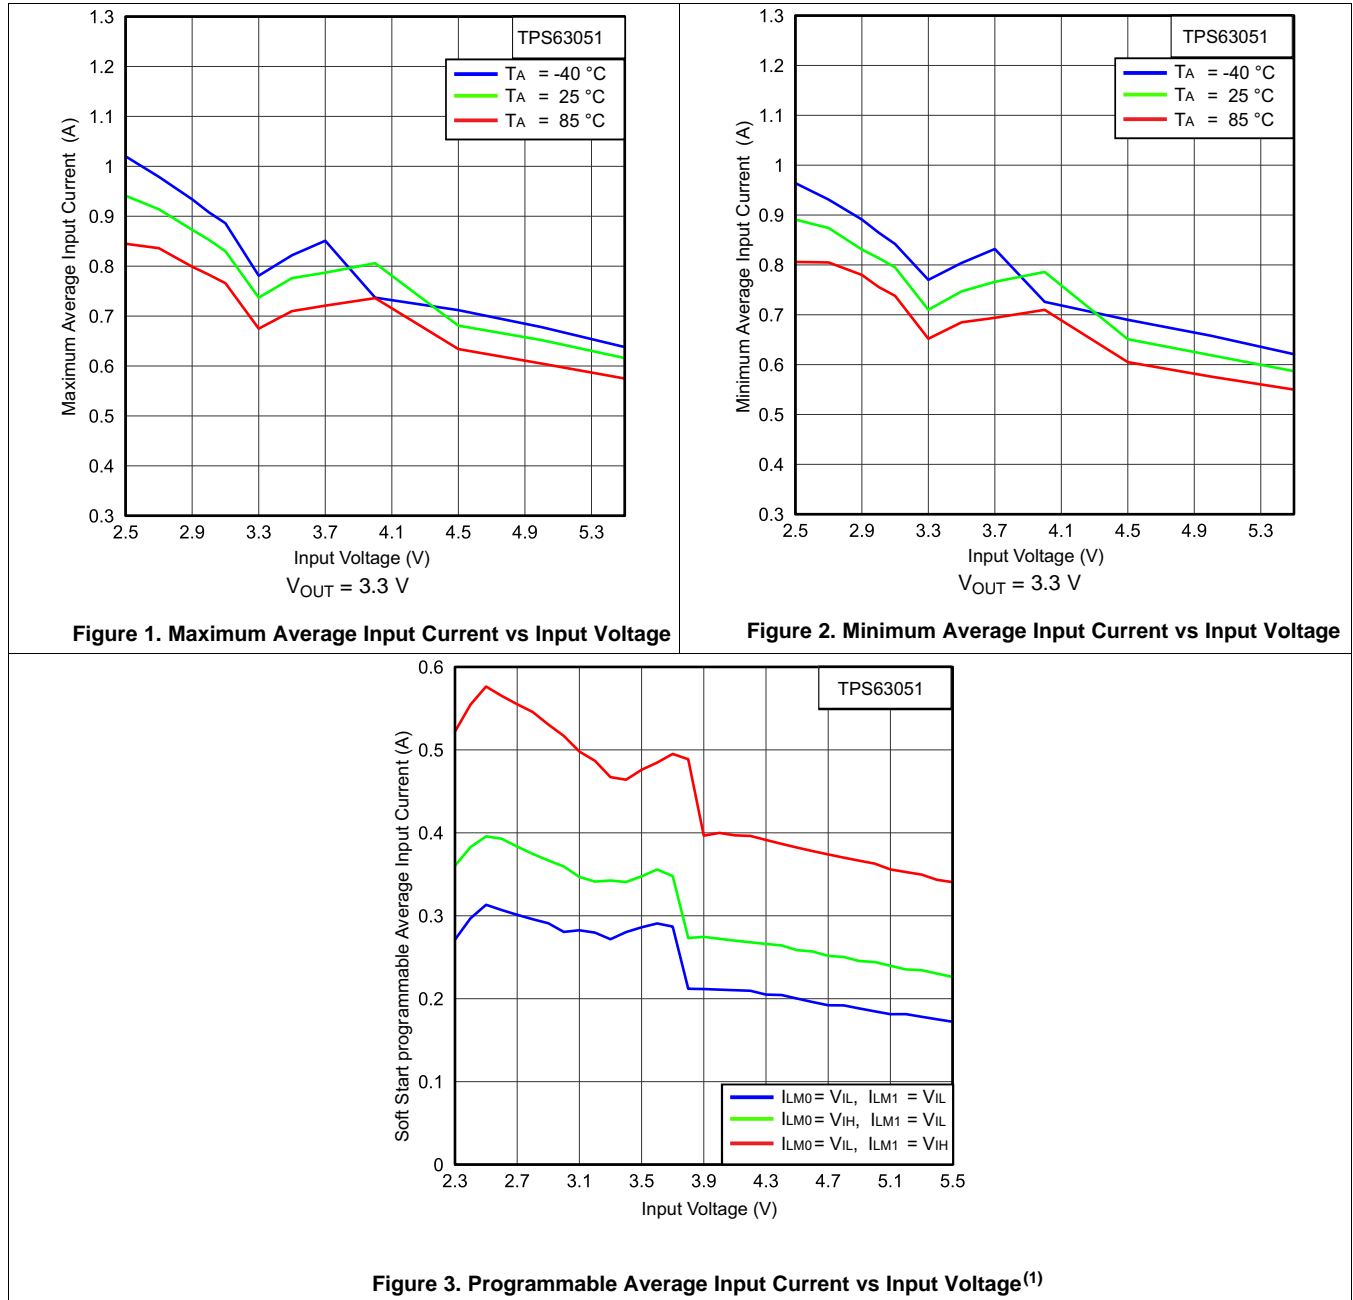 1.3
1.2
1.1
1
0.9
0.8
0.7
0.6
0.5
0.4
0.3
Maximum Average Input Current (A)
TPS63051
TA = -40 °C
TA = 25 °C
TA = 85 °C
2.5 2.9 3.3 3.7 4.1 4.5 4.9 5.3
Input Voltage (V)
VOUT = 3.3 V
Figure 1. Maximum Average Input Current vs Input Voltage
1.3
1.2
1.1
1
0.9
0.8
0.7
0.6
0.5
0.4
0.3
Minimum Average Input Current (A)
TPS63051
TA = -40 °C
TA = 25 °C
TA = 85 °C
2.5 2.9 3.3 3.7 4.1 4.5 4.9 5.3
Input Voltage (V)
VOUT = 3.3 V
Figure 2. Minimum Average Input Current vs Input Voltage
0.6
0.5
0.4
0.3
0.2
0.1
0
Soft Start programmable Average Input Current (A)
TPS63051
ILM0 = VIL, ILM1 = VIL
ILM0 = VIH, ILM1 = VIL
ILM0 = VIL, ILM1 = VIH
2.3 2.7 3.1 3.5 3.9 4.3 4.7 5.1 5.5
Input Voltage (V)
Figure 3. Programmable Average Input Current vs Input Voltage(1)